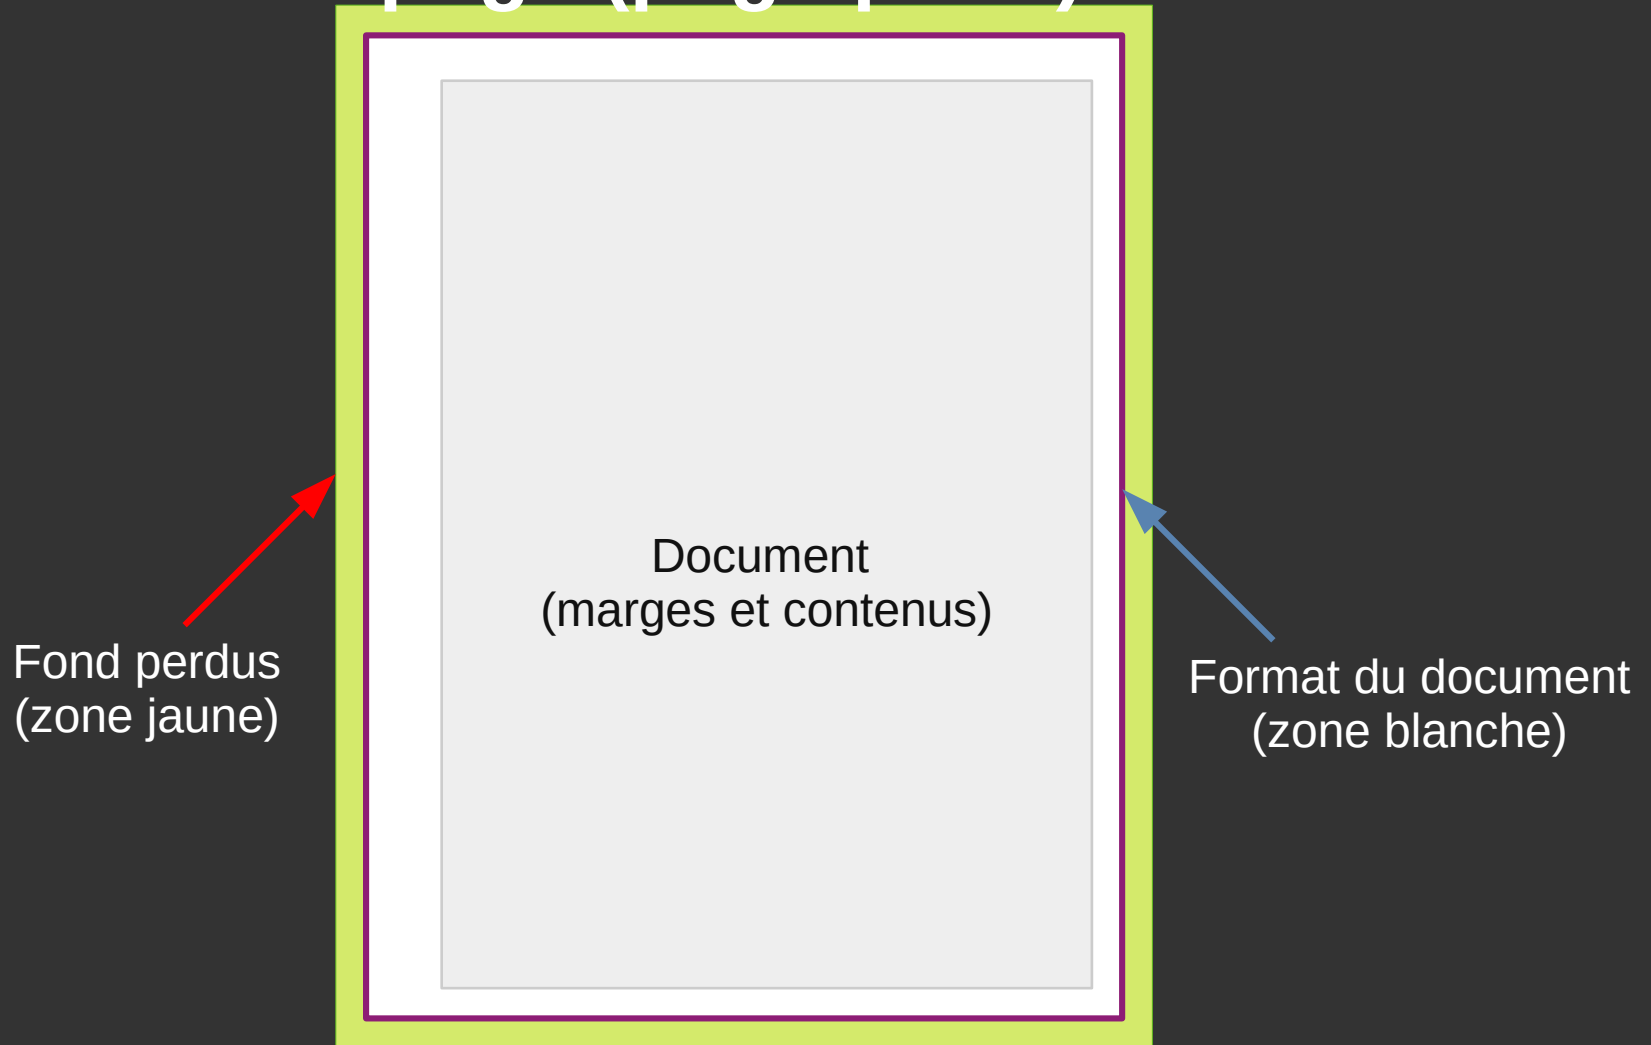 Document
(marges et contenus)
Fond perdus
(zone jaune)
Format du document
(zone blanche)